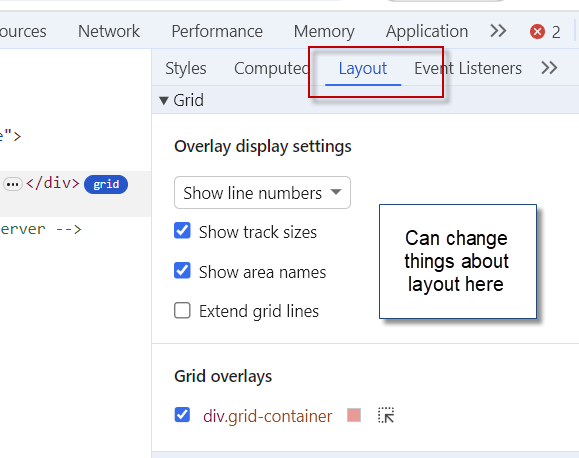 ources Network Performance Memory Application 2
Styles Computed Layout Event Listeners
Grid
e">
</div> grid
erver -->
Overlay display settings
Show line numbers
Show track sizes
Show area names
Extend grid lines
Can change
things about
layout here
Grid overlays
div.grid-container